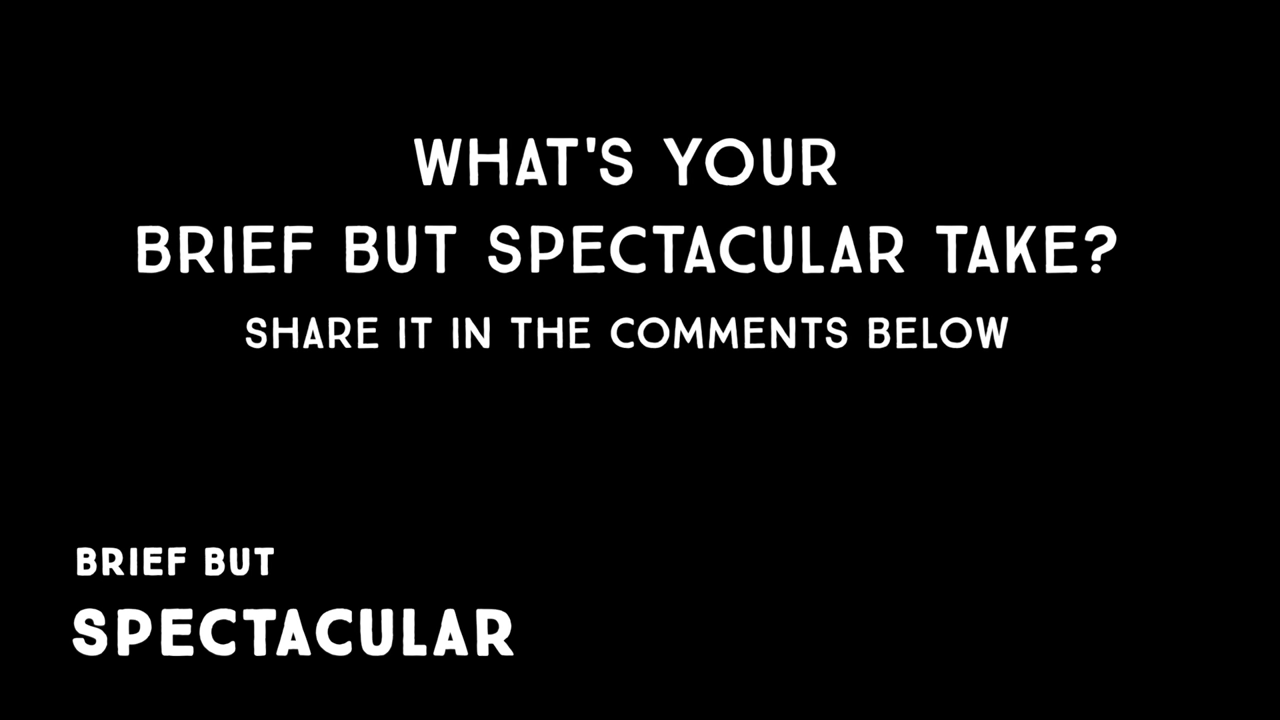 WHAT'S YOUR
BRIEF BUT SPECTACULAR TAKE?
SHARE IT IN THE COMMENTS BELOW
BRIEF BUT
SPECTACULAR